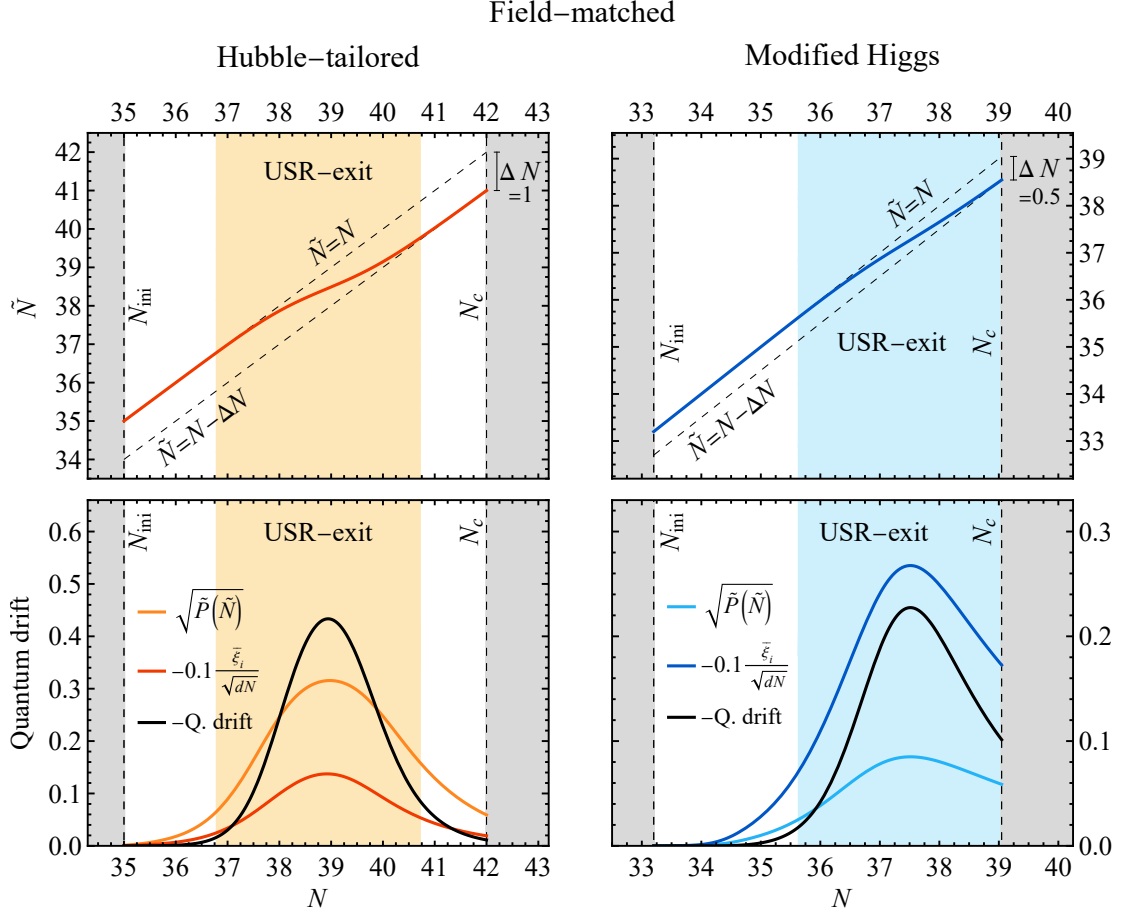 Field−matched
Hubble−tailored
Modified Higgs
35 36 37 38 39 40 41 42 43
33 34 35 36 37 38 39 40
42
41
40
39
38
37
36
35
34
Ñ
USR−exit
Δ N
=1
Ñ=N
N_ini
N_c
Ñ=N−ΔN
39
38
37
36
35
34
33
Δ N
=0.5
Ñ=N
N_ini
N_c
USR−exit
Ñ=N−ΔN
0.6
0.5
0.4
0.3
0.2
0.1
0.0
Quantum drift
N_ini
USR−exit
N_c
√P̃(Ñ)
−0.1 ξ̄_i/√dN
−Q. drift
35 36 37 38 39 40 41 42 43
N
N_ini
USR−exit
N_c
√P̃(Ñ)
−0.1 ξ̄_i/√dN
−Q. drift
0.3
0.2
0.1
0.0
33 34 35 36 37 38 39 40
N